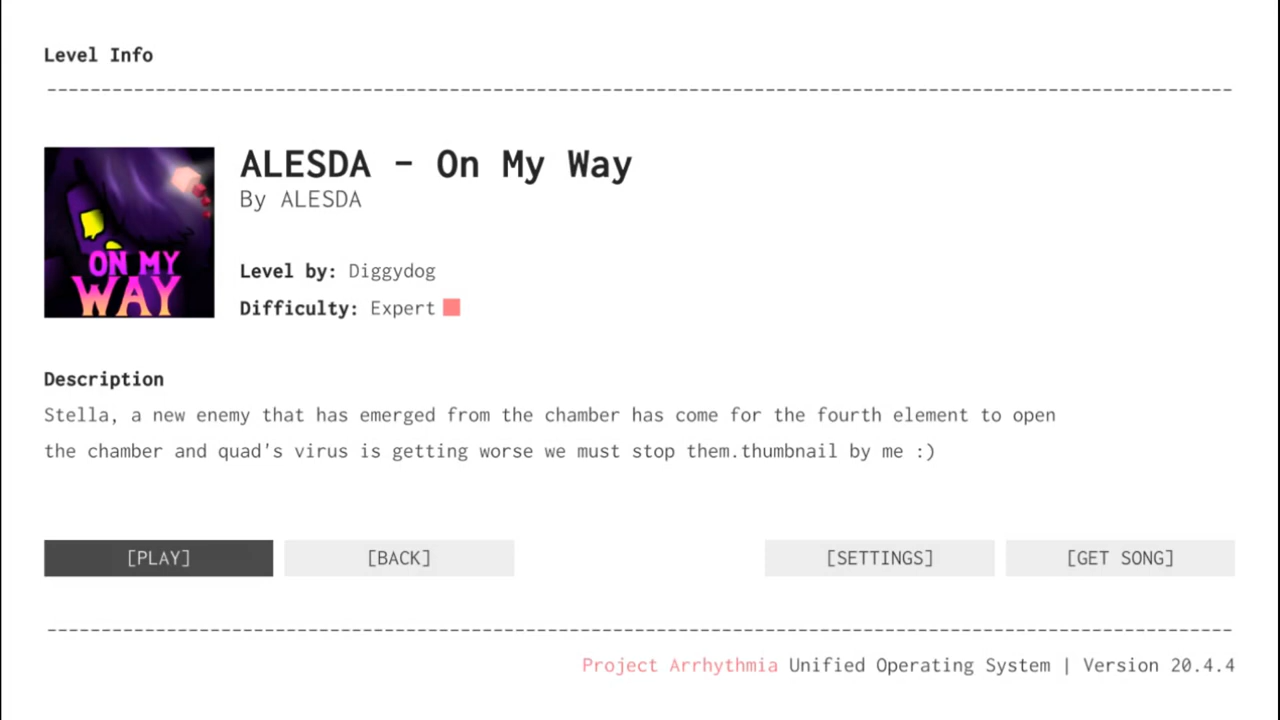 Level Info
ALESDA - On My Way
By ALESDA
ON MY
WAY
Level by: Diggydog
Difficulty: Expert
Description
Stella, a new enemy that has emerged from the chamber has come for the fourth element to open
the chamber and quad's virus is getting worse we must stop them.thumbnail by me :)
[PLAY] [BACK] [SETTINGS] [GET SONG]
Project Arrhythmia Unified Operating System | Version 20.4.4